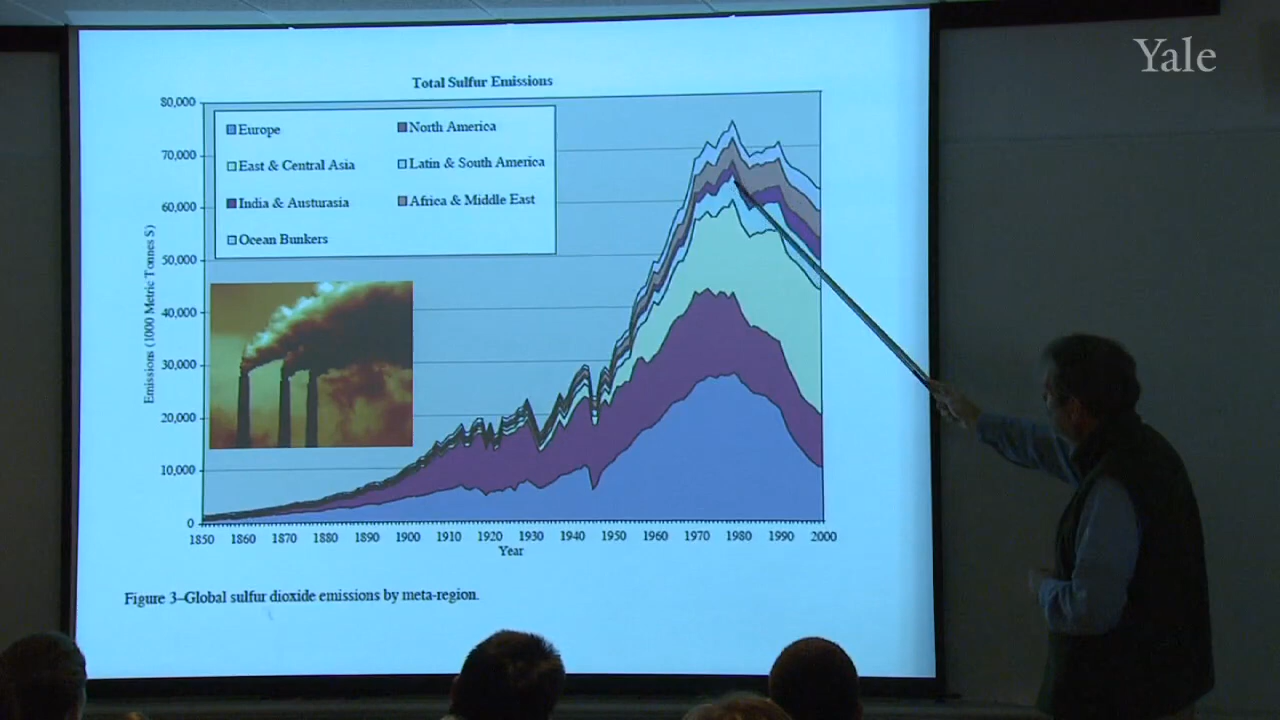 Yale
Total Sulfur Emissions
80,000
70,000
60,000
50,000
40,000
30,000
20,000
10,000
0
Emissions (1000 Metric Tonnes S)
Europe
North America
East & Central Asia
Latin & South America
India & Austurasia
Africa & Middle East
Ocean Bunkers
1850 1860 1870 1880 1890 1900 1910 1920 1930 1940 1950 1960 1970 1980 1990 2000
Year
Figure 3–Global sulfur dioxide emissions by meta-region.